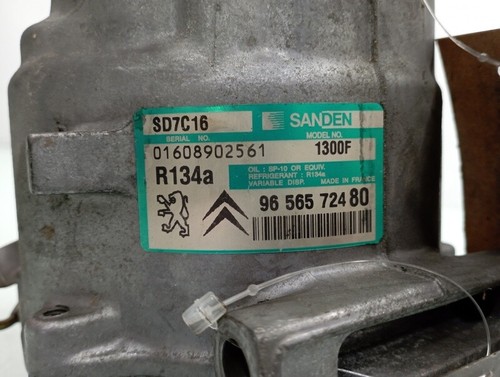 SD7C16
SANDEN
SERIAL NO.
MODEL NO.
01608902561
1300F
R134a
OIL : SP-10 OR EQUIV.
REFRIGERANT : R134a
VARIABLE DISP. MADE IN FRANCE
96 565 724 80